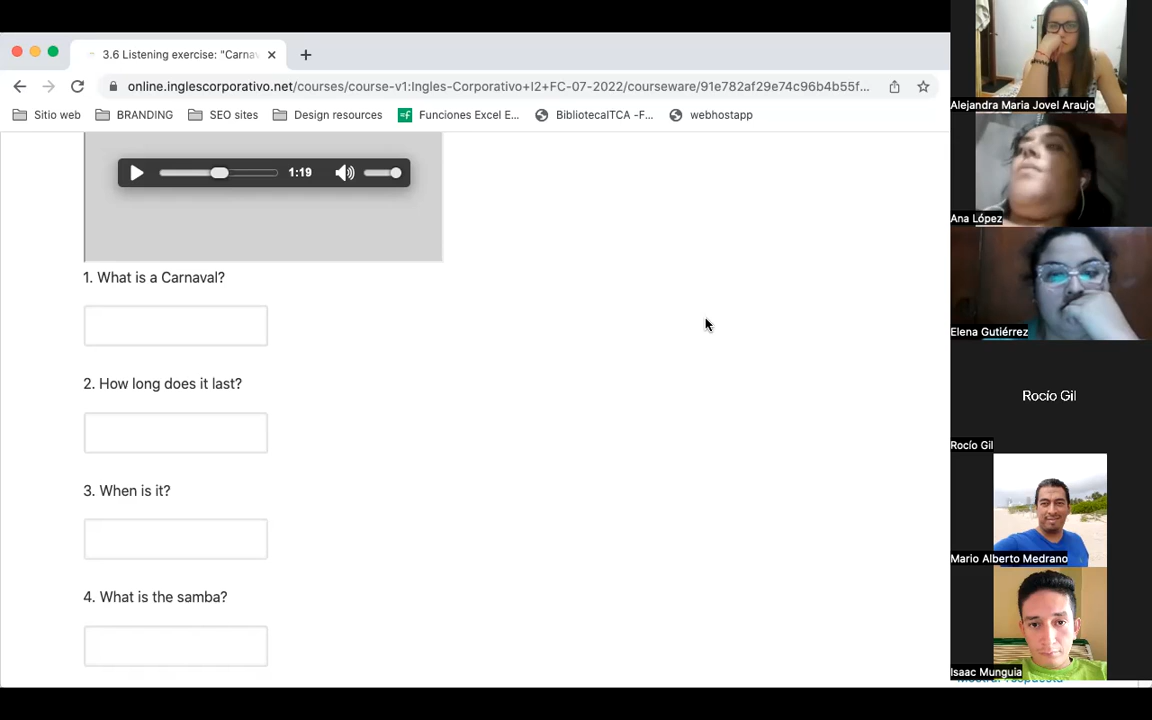 3.6 Listening exercise: "Carnav
online.inglescorporativo.net/courses/course-v1:Ingles-Corporativo+I2+FC-07-2022/courseware/91e782af29e74c96b4b55f...
Sitio web BRANDING SEO sites Design resources Funciones Excel E... BibliotecaITCA -F... webhostapp
1:19
1. What is a Carnaval?
2. How long does it last?
3. When is it?
4. What is the samba?
Alejandra Maria Jovel Araujo
Ana López
Elena Gutiérrez
Rocío Gil
Rocío Gil
Mario Alberto Medrano
Isaac Munguia